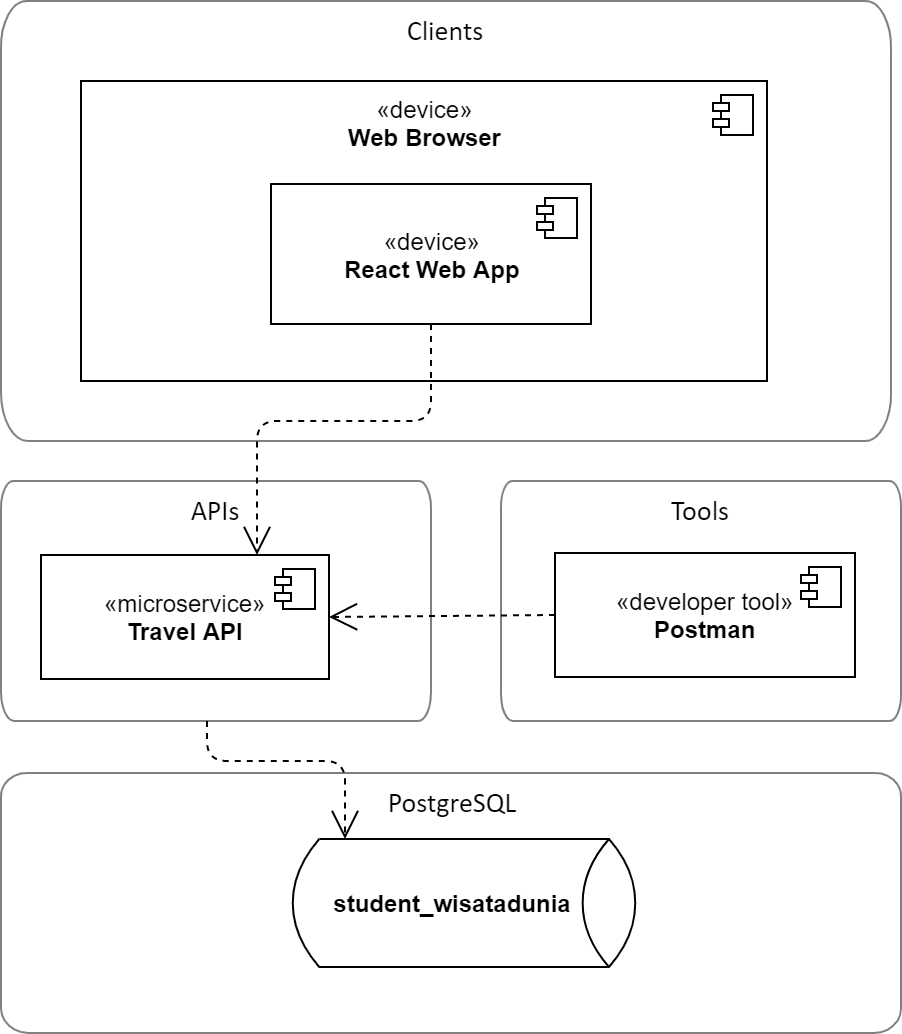 Clients
«device»
Web Browser
«device»
React Web App
APIs
«microservice»
Travel API
Tools
«developer tool»
Postman
PostgreSQL
student_wisatadunia